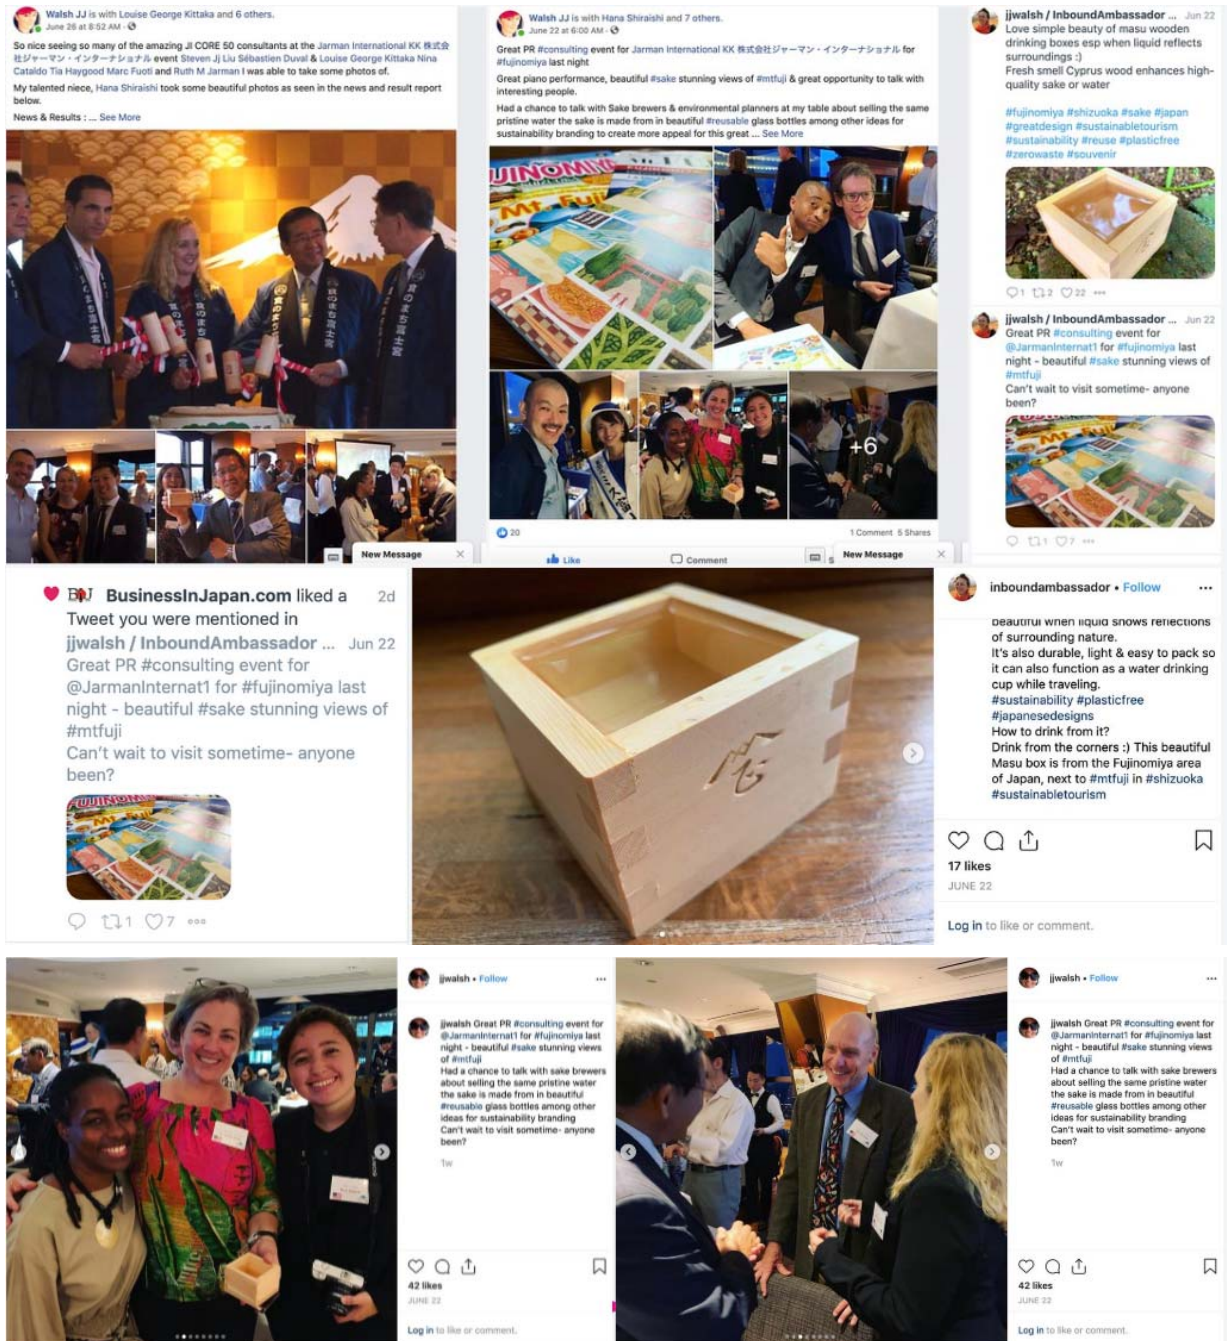 Walsh JJ is with Louise George Kittaka and 6 others.
June 26 at 8:52 AM ·
So nice seeing so many of the amazing JI CORE 50 consultants at the Jarman International KK 株式会
社ジャーマン・インターナショナル event Steven Jj Liu Sébastien Duval & Louise George Kittaka Nina
Cataldo Tia Haygood Marc Fuoti and Ruth M Jarman I was able to take some photos of.
My talented niece, Hana Shiraishi took some beautiful photos as seen in the news and result report
below.
News & Results : ... See More
食のまち富士宮
食のまち富士宮
New Message
Walsh JJ is with Hana Shiraishi and 7 others.
June 22 at 6:00 AM ·
Great PR #consulting event for Jarman International KK 株式会社ジャーマン・インターナショナル for
#fujinomiya last night
Great piano performance, beautiful #sake stunning views of #mtfuji & great opportunity to talk with
interesting people.
Had a chance to talk with Sake brewers & environmental planners at my table about selling the same
pristine water the sake is made from in beautiful #reusable glass bottles among other ideas for
sustainability branding to create more appeal for this great ... See More
UJINOMIYA
Mt. Fuji
+6
20
1 Comment 5 Shares
Like
Comment
S
New Message
jjwalsh / InboundAmbassador ... Jun 22
Love simple beauty of masu wooden
drinking boxes esp when liquid reflects
surroundings :)
Fresh smell Cyprus wood enhances high-
quality sake or water
#fujinomiya #shizuoka #sake #japan
#greatdesign #sustainabletourism
#sustainability #reuse #plasticfree
#zerowaste #souvenir
1 2 22
jjwalsh / InboundAmbassador ... Jun 22
Great PR #consulting event for
@JarmanInternat1 for #fujinomiya last
night - beautiful #sake stunning views of
#mtfuji
Can't wait to visit sometime- anyone
been?
1 7
BIJ BusinessInJapan.com liked a 2d
Tweet you were mentioned in
jjwalsh / InboundAmbassador ... Jun 22
Great PR #consulting event for
@JarmanInternat1 for #fujinomiya last
night - beautiful #sake stunning views of
#mtfuji
Can't wait to visit sometime- anyone
been?
FUJINOMI
Mt. Fuj
1 7
inboundambassador • Follow
beautiful when liquid shows reflections
of surrounding nature.
It's also durable, light & easy to pack so
it can also function as a water drinking
cup while traveling.
#sustainability #plasticfree
#japanesedesigns
How to drink from it?
Drink from the corners :) This beautiful
Masu box is from the Fujinomiya area
of Japan, next to #mtfuji in #shizuoka
#sustainabletourism
17 likes
JUNE 22
Log in to like or comment.
jjwalsh • Follow
jjwalsh Great PR #consulting event for
@JarmanInternat1 for #fujinomiya last
night - beautiful #sake stunning views
of #mtfuji
Had a chance to talk with sake brewers
about selling the same pristine water
the sake is made from in beautiful
#reusable glass bottles among other
ideas for sustainability branding
Can't wait to visit sometime- anyone
been?
1w
42 likes
JUNE 22
Log in to like or comment.
jjwalsh • Follow
jjwalsh Great PR #consulting event for
@JarmanInternat1 for #fujinomiya last
night - beautiful #sake stunning views
of #mtfuji
Had a chance to talk with sake brewers
about selling the same pristine water
the sake is made from in beautiful
#reusable glass bottles among other
ideas for sustainability branding
Can't wait to visit sometime- anyone
been?
1w
42 likes
JUNE 22
Log in to like or comment.